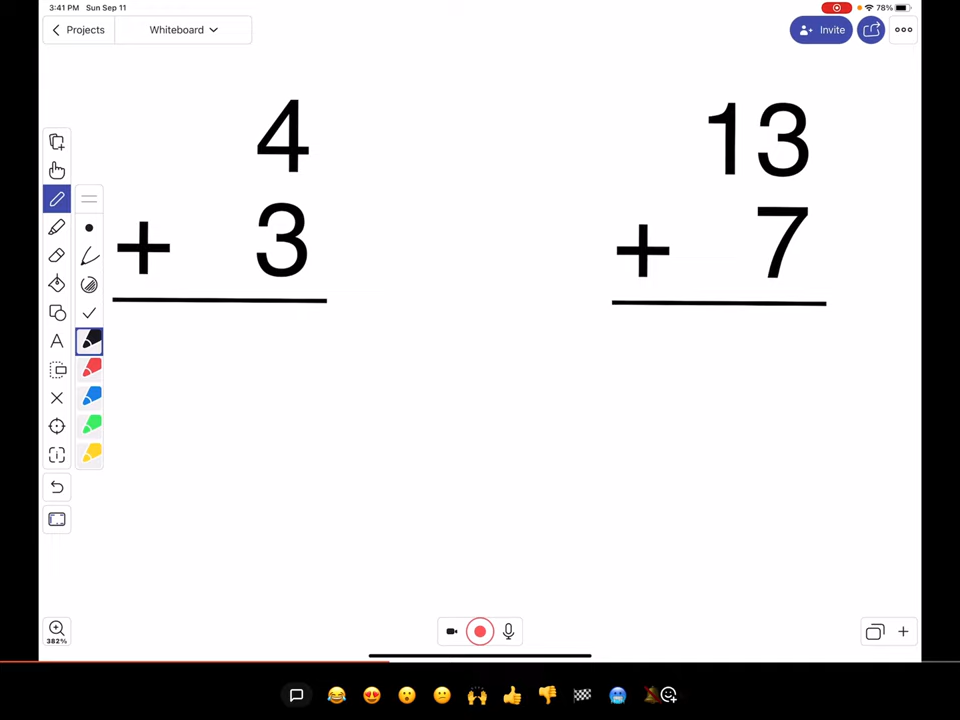 3:41 PM Sun Sep 11
78%
Projects
Whiteboard
Invite
4
+ 3
13
+ 7
A
382%